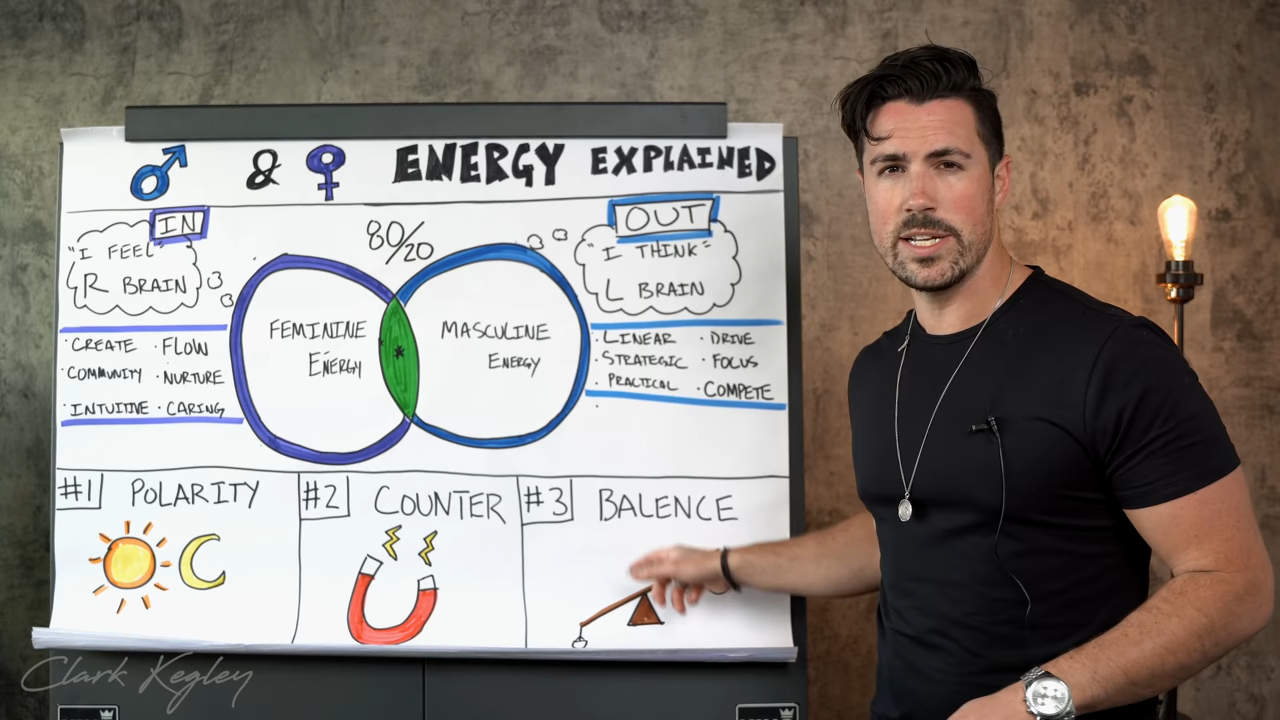 ♂ & ♀ ENERGY EXPLAINED
IN
"I FEEL"
R BRAIN
80/20
OUT
"I THINK"
L BRAIN
· CREATE · FLOW
· COMMUNITY · NURTURE
· INTUITIVE · CARING
FEMININE
ENERGY
MASCULINE
ENERGY
· LINEAR · DRIVE
· STRATEGIC · FOCUS
· PRACTICAL · COMPETE
#1 POLARITY
#2 COUNTER
#3 BALENCE
Clark Kegley